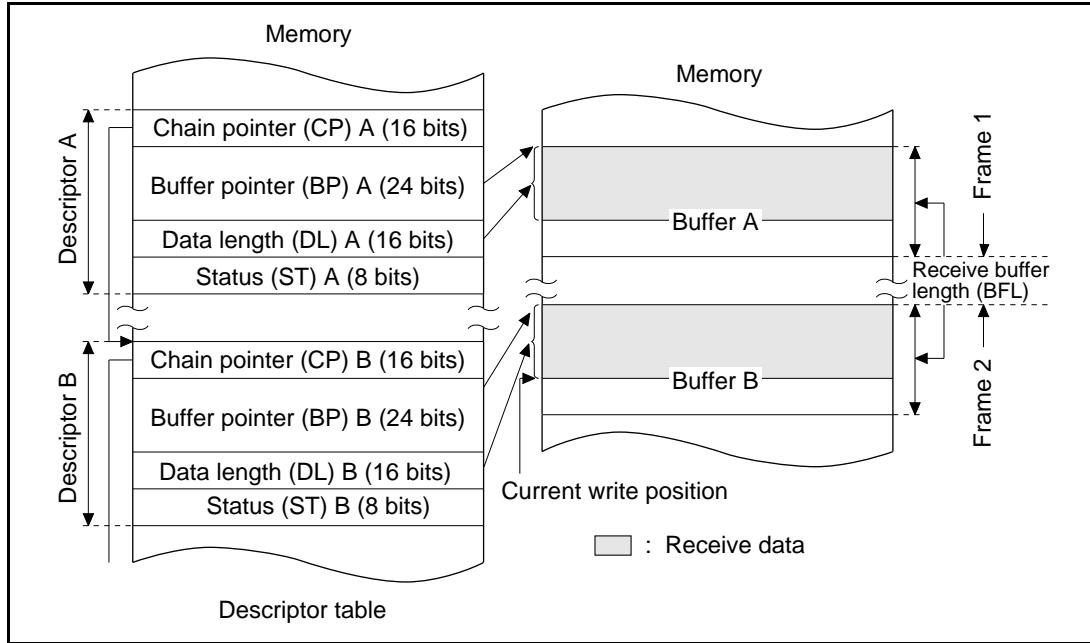 Memory
Descriptor A
Chain pointer (CP) A (16 bits)
Buffer pointer (BP) A (24 bits)
Data length (DL) A (16 bits)
Status (ST) A (8 bits)
Descriptor B
Chain pointer (CP) B (16 bits)
Buffer pointer (BP) B (24 bits)
Data length (DL) B (16 bits)
Status (ST) B (8 bits)
Descriptor table
Memory
Buffer A
Frame 1
Receive buffer
length (BFL)
Buffer B
Frame 2
Current write position
: Receive data